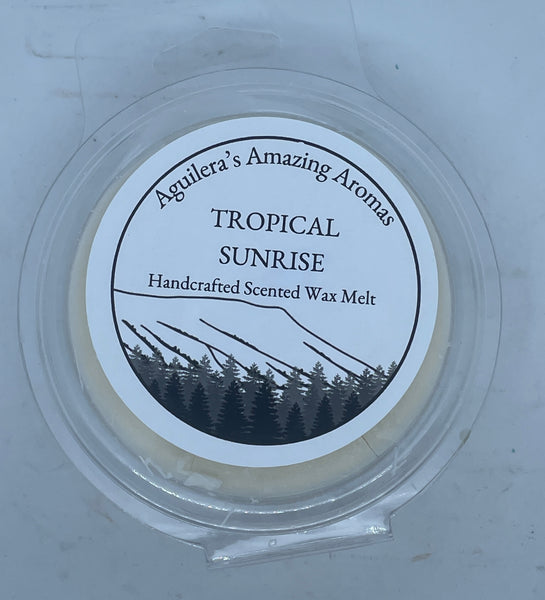 Aguilera's Amazing Aromas
TROPICAL
SUNRISE
Handcrafted Scented Wax Melt